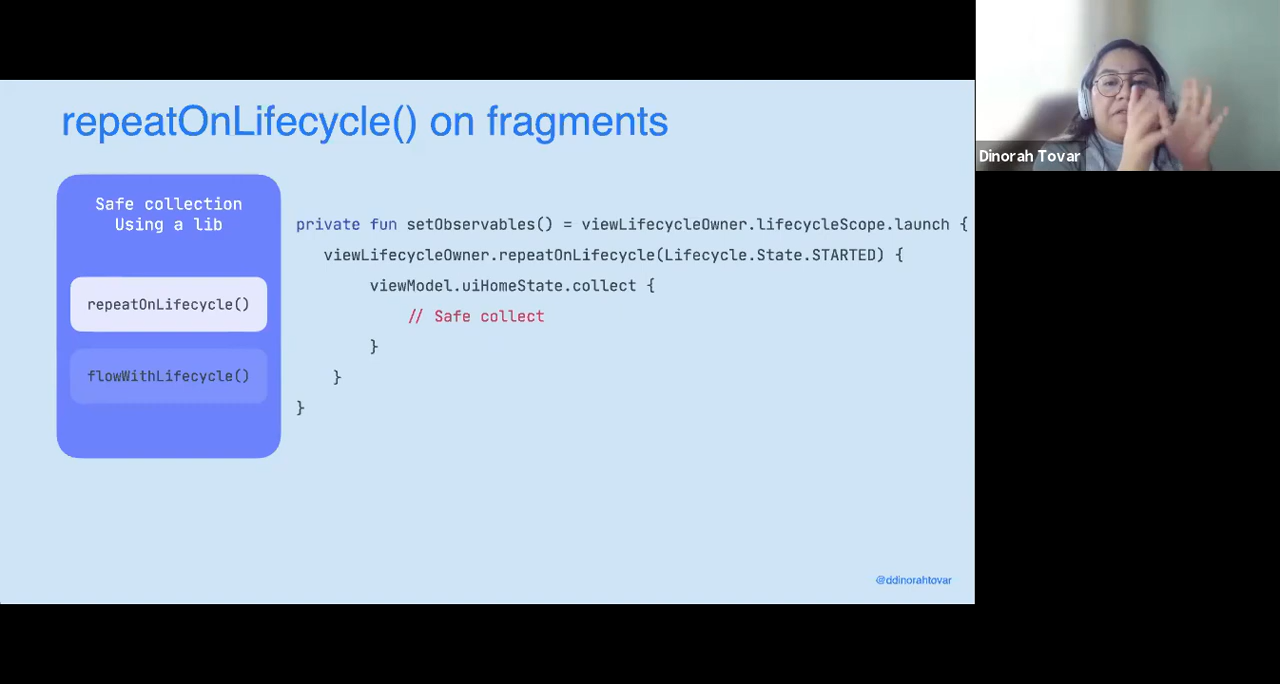 repeatOnLifecycle() on fragments
Safe collection
Using a lib
repeatOnLifecycle()
flowWithLifecycle()
private fun setObservables() = viewLifecycleOwner.lifecycleScope.launch {
viewLifecycleOwner.repeatOnLifecycle(Lifecycle.State.STARTED) {
viewModel.uiHomeState.collect {
// Safe collect
}
}
}
@ddinorahtovar
Dinorah Tovar